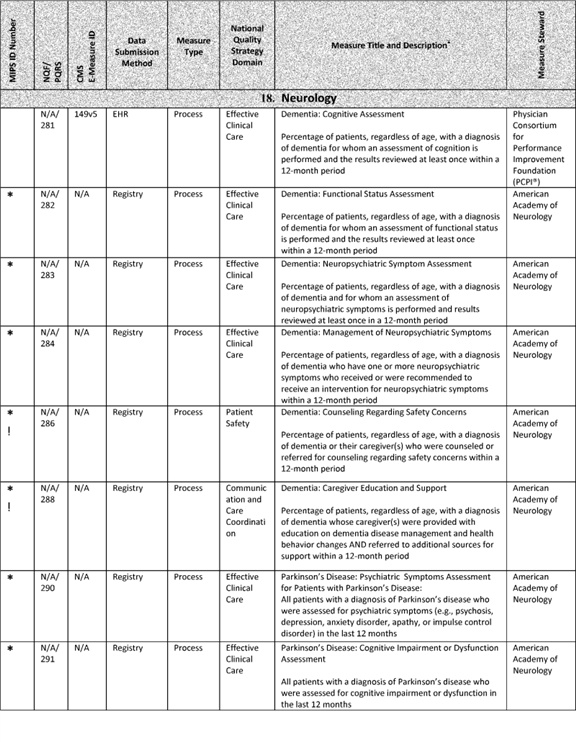 MIPS ID Number
NQF/
PQRS
CMS
E-Measure ID
Data
Submission
Method
Measure
Type
National
Quality
Strategy
Domain
Measure Title and Description
Measure Steward
18. Neurology
N/A/
281
149v5
EHR
Process
Effective
Clinical
Care
Dementia: Cognitive Assessment
Percentage of patients, regardless of age, with a diagnosis
of dementia for whom an assessment of cognition is
performed and the results reviewed at least once within a
12-month period
Physician
Consortium
for
Performance
Improvement
Foundation
(PCPI®)
*
N/A/
282
N/A
Registry
Process
Effective
Clinical
Care
Dementia: Functional Status Assessment
Percentage of patients, regardless of age, with a diagnosis
of dementia for whom an assessment of functional status
is performed and the results reviewed at least once
within a 12-month period
American
Academy of
Neurology
*
N/A/
283
N/A
Registry
Process
Effective
Clinical
Care
Dementia: Neuropsychiatric Symptom Assessment
Percentage of patients, regardless of age, with a diagnosis
of dementia and for whom an assessment of
neuropsychiatric symptoms is performed and results
reviewed at least once in a 12-month period
American
Academy of
Neurology
*
N/A/
284
N/A
Registry
Process
Effective
Clinical
Care
Dementia: Management of Neuropsychiatric Symptoms
Percentage of patients, regardless of age, with a diagnosis
of dementia who have one or more neuropsychiatric
symptoms who received or were recommended to
receive an intervention for neuropsychiatric symptoms
within a 12-month period
American
Academy of
Neurology
*
!
N/A/
286
N/A
Registry
Process
Patient
Safety
Dementia: Counseling Regarding Safety Concerns
Percentage of patients, regardless of age, with a diagnosis
of dementia or their caregiver(s) who were counseled or
referred for counseling regarding safety concerns within a
12-month period
American
Academy of
Neurology
*
!
N/A/
288
N/A
Registry
Process
Communic
ation and
Care
Coordinati
on
Dementia: Caregiver Education and Support
Percentage of patients, regardless of age, with a diagnosis
of dementia whose caregiver(s) were provided with
education on dementia disease management and health
behavior changes AND referred to additional sources for
support within a 12-month period
American
Academy of
Neurology
*
N/A/
290
N/A
Registry
Process
Effective
Clinical
Care
Parkinson's Disease: Psychiatric Symptoms Assessment
for Patients with Parkinson's Disease:
All patients with a diagnosis of Parkinson's disease who
were assessed for psychiatric symptoms (e.g., psychosis,
depression, anxiety disorder, apathy, or impulse control
disorder) in the last 12 months
American
Academy of
Neurology
*
N/A/
291
N/A
Registry
Process
Effective
Clinical
Care
Parkinson's Disease: Cognitive Impairment or Dysfunction
Assessment
All patients with a diagnosis of Parkinson's disease who
were assessed for cognitive impairment or dysfunction in
the last 12 months
American
Academy of
Neurology